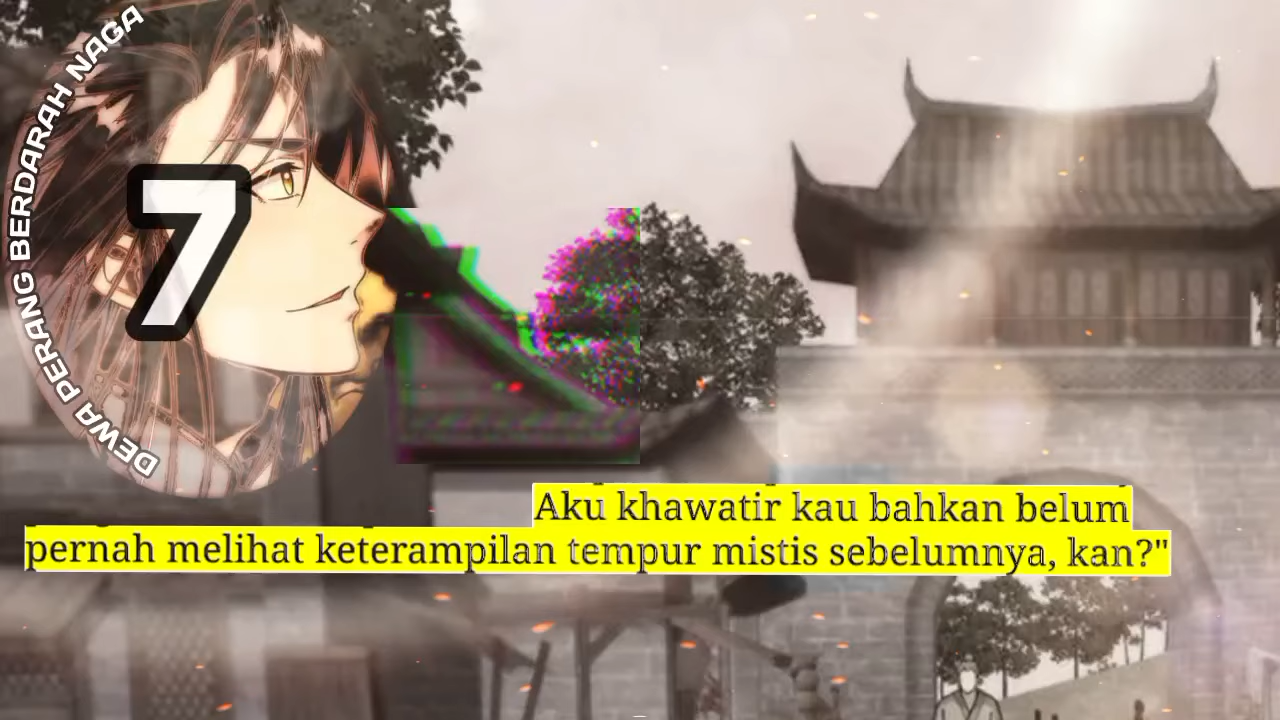 DEWA PERANG BERDARAH NAGA
7
Aku khawatir kau bahkan belum
pernah melihat keterampilan tempur mistis sebelumnya, kan?"